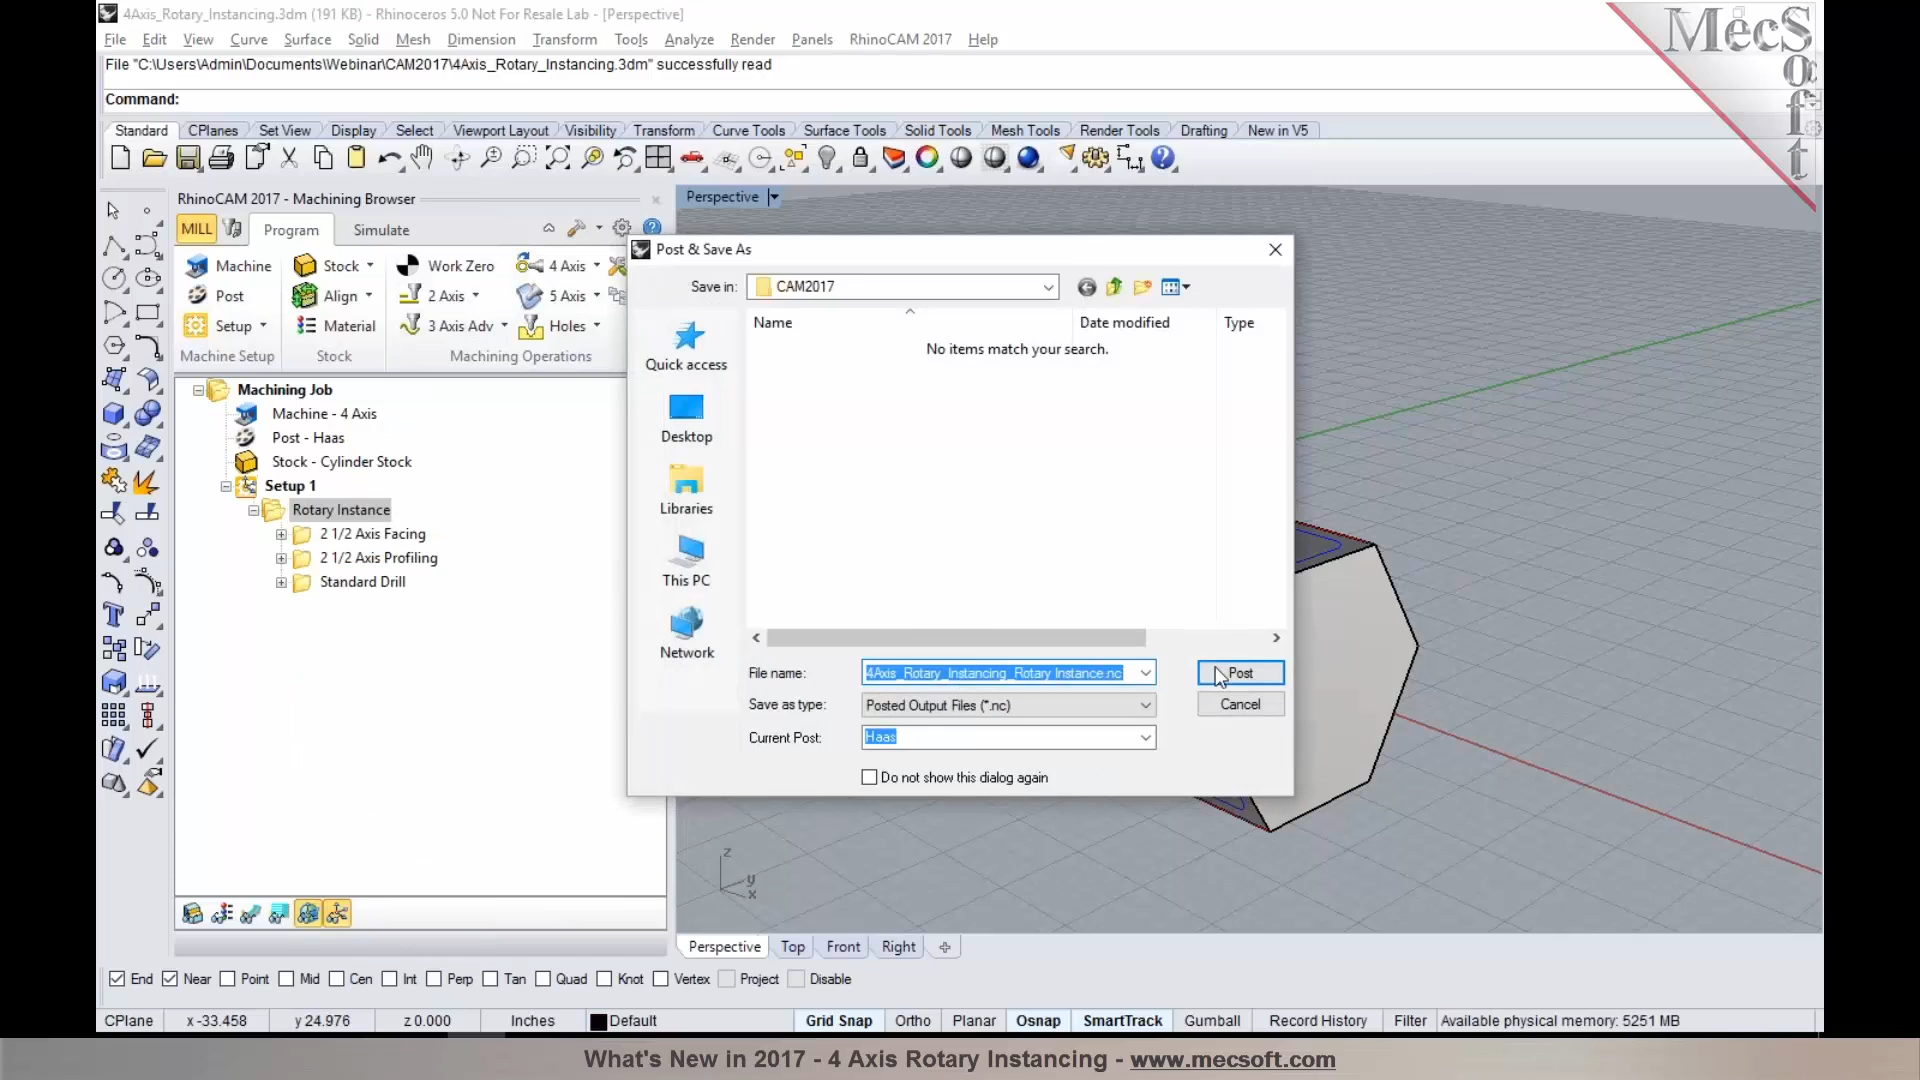 4Axis_Rotary_Instancing.3dm (191 KB) - Rhinoceros 5.0 Not For Resale Lab - [Perspective]
File Edit View Curve Surface Solid Mesh Dimension Transform Tools Analyze Render Panels RhinoCAM 2017 Help
File "C:\Users\Admin\Documents\Webinar\CAM2017\4Axis_Rotary_Instancing.3dm" successfully read
Command:
Standard CPlanes Set View Display Select Viewport Layout Visibility Transform Curve Tools Surface Tools Solid Tools Mesh Tools Render Tools Drafting New in V5
MecSoft
RhinoCAM 2017 - Machining Browser
MILL Program Simulate
Machine Stock Work Zero 4 Axis
Post Align 2 Axis 5 Axis
Setup Material 3 Axis Adv Holes
Machine Setup Stock Machining Operations
Machining Job
Machine - 4 Axis
Post - Haas
Stock - Cylinder Stock
Setup 1
Rotary Instance
2 1/2 Axis Facing
2 1/2 Axis Profiling
Standard Drill
Perspective
Post & Save As
Save in: CAM2017
Name Date modified Type
No items match your search.
Quick access
Desktop
Libraries
This PC
Network
File name: 4Axis_Rotary_Instancing_Rotary Instance.nc Post
Save as type: Posted Output Files (*.nc) Cancel
Current Post: Haas
Do not show this dialog again
z
y
x
Perspective Top Front Right
End Near Point Mid Cen Int Perp Tan Quad Knot Vertex Project Disable
CPlane x -33.458 y 24.976 z 0.000 Inches Default Grid Snap Ortho Planar Osnap SmartTrack Gumball Record History Filter Available physical memory: 5251 MB
What's New in 2017 - 4 Axis Rotary Instancing - www.mecsoft.com